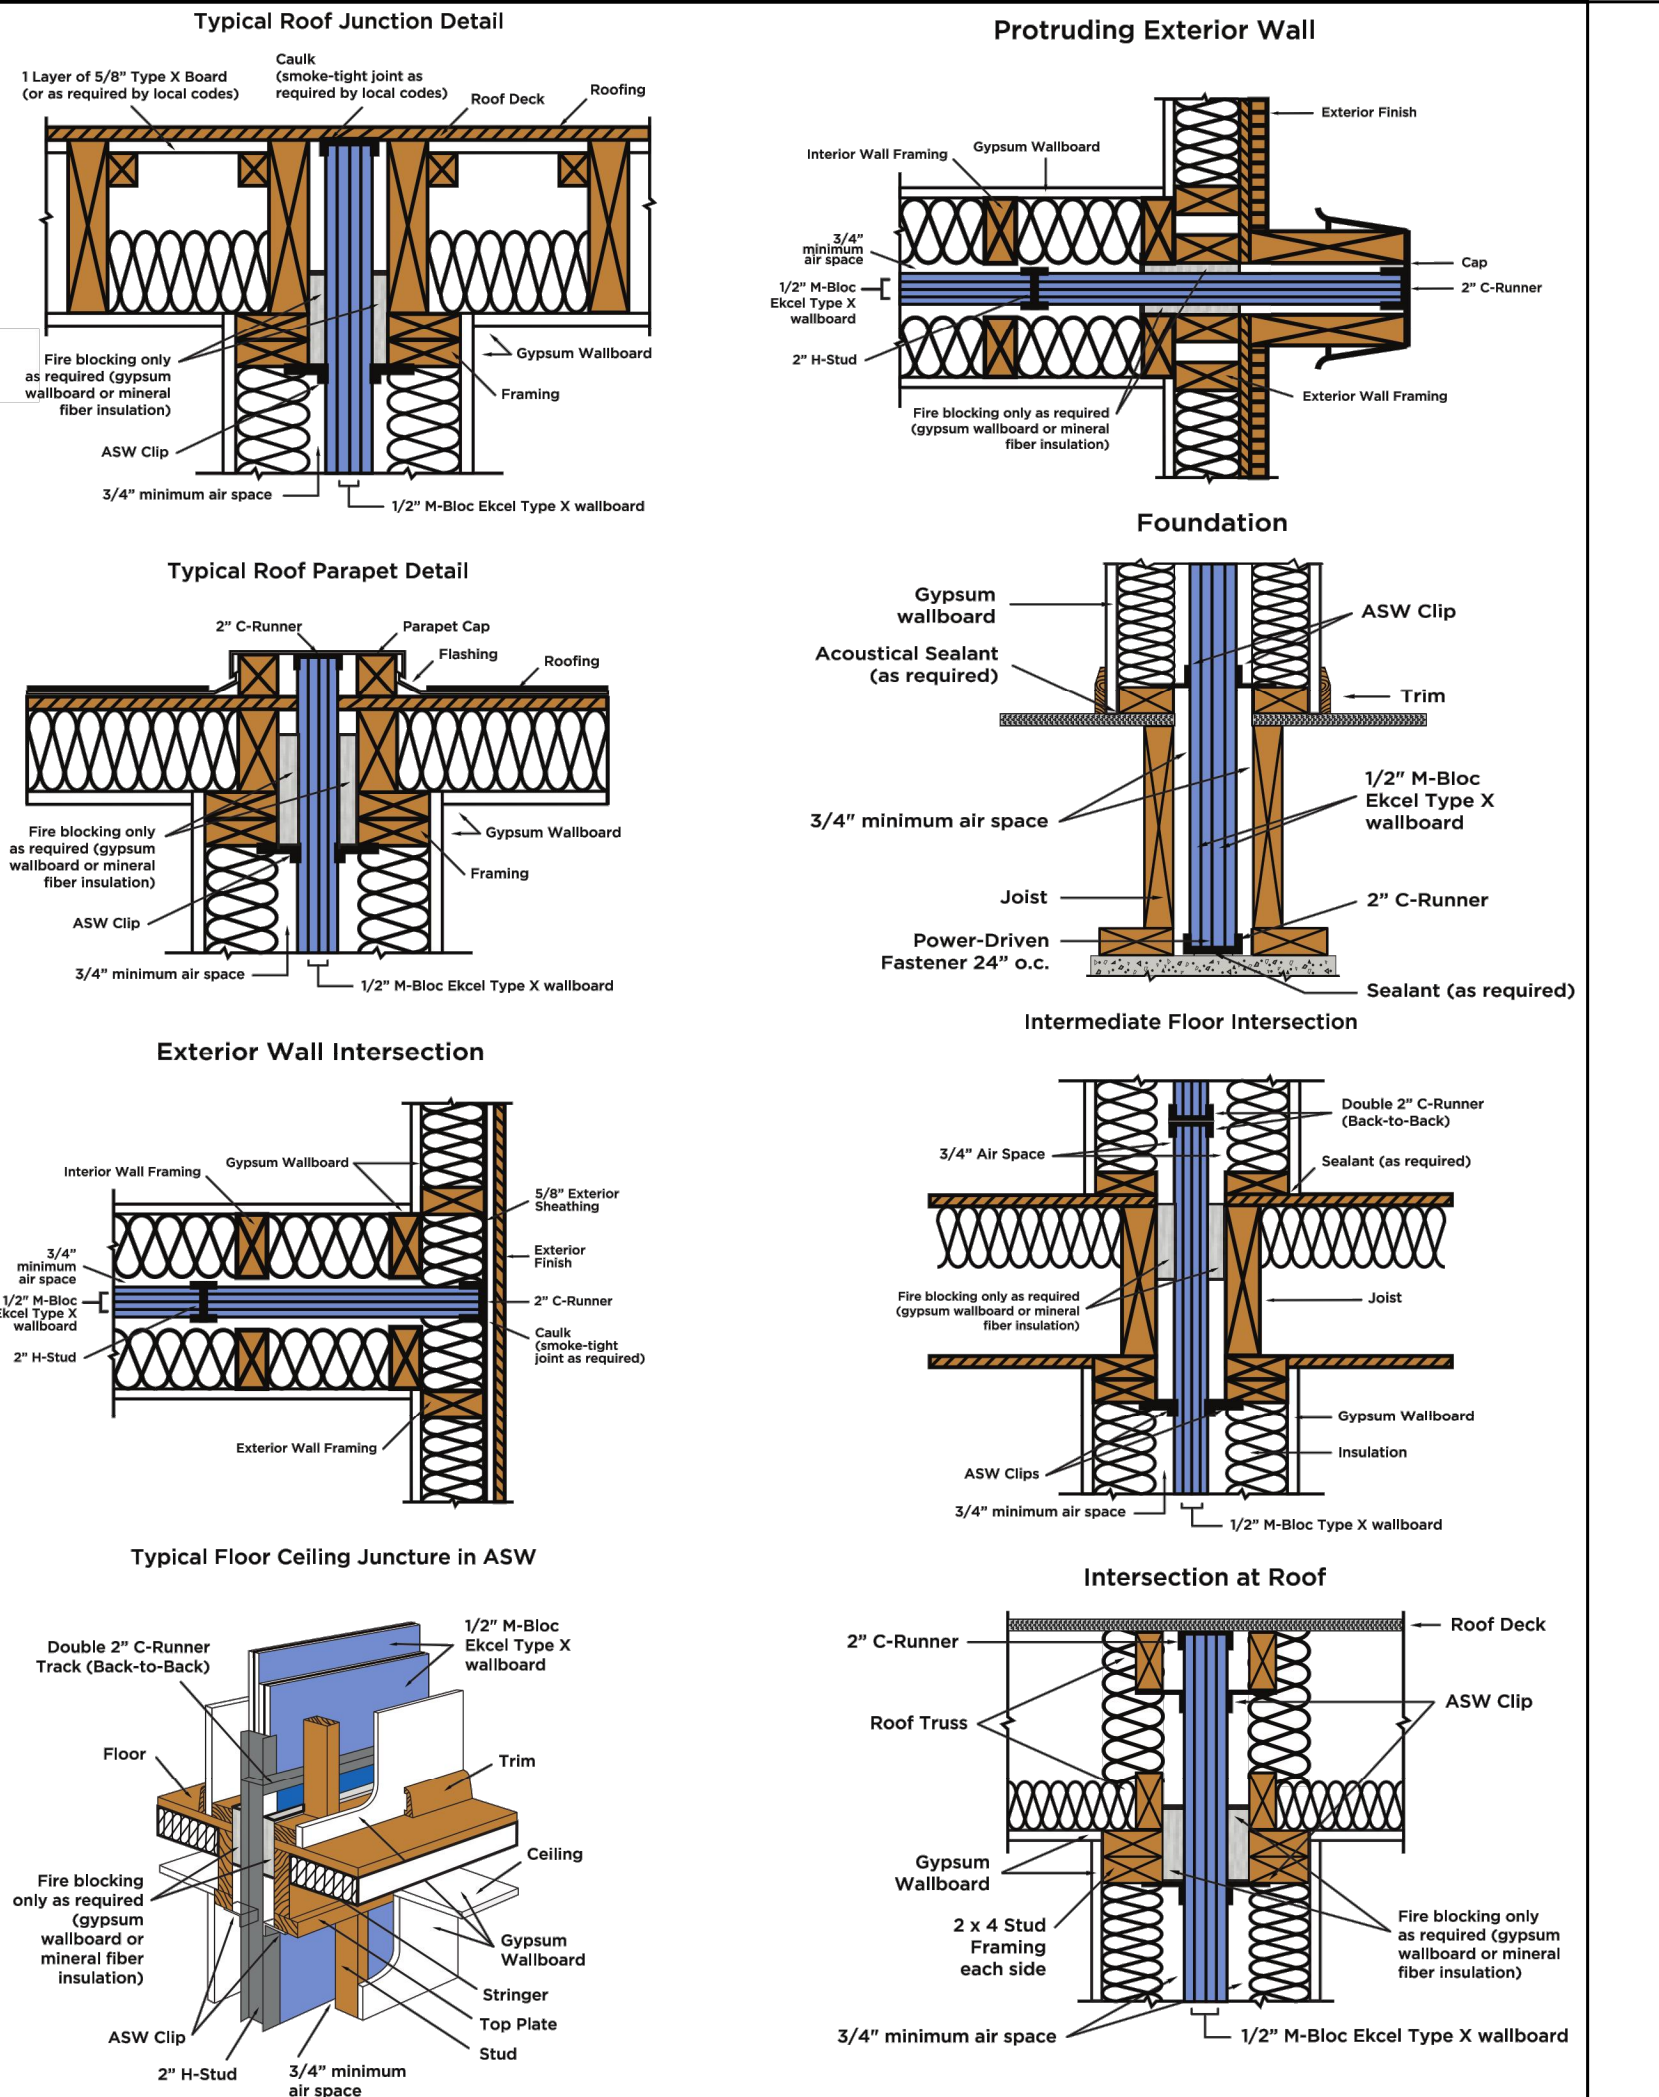 Typical Roof Junction Detail
1 Layer of 5/8” Type X Board
(or as required by local codes)
Caulk
(smoke-tight joint as
required by local codes)
Roof Deck
Roofing
Fire blocking only
as required (gypsum
wallboard or mineral
fiber insulation)
Gypsum Wallboard
Framing
ASW Clip
3/4” minimum air space
1/2” M-Bloc Ekcel Type X wallboard
Typical Roof Parapet Detail
2” C-Runner
Parapet Cap
Flashing
Roofing
Fire blocking only
as required (gypsum
wallboard or mineral
fiber insulation)
Gypsum Wallboard
Framing
ASW Clip
3/4” minimum air space
1/2” M-Bloc Ekcel Type X wallboard
Exterior Wall Intersection
Interior Wall Framing
Gypsum Wallboard
5/8” Exterior
Sheathing
3/4”
minimum
air space
Exterior
Finish
1/2” M-Bloc
Ekcel Type X
wallboard
2” C-Runner
2” H-Stud
Caulk
(smoke-tight
joint as required)
Exterior Wall Framing
Typical Floor Ceiling Juncture in ASW
Double 2” C-Runner
Track (Back-to-Back)
1/2” M-Bloc
Ekcel Type X
wallboard
Floor
Trim
Ceiling
Fire blocking
only as required
(gypsum
wallboard or
mineral fiber
insulation)
Gypsum
Wallboard
Stringer
Top Plate
Stud
ASW Clip
2” H-Stud
3/4” minimum
air space
Protruding Exterior Wall
Exterior Finish
Interior Wall Framing
Gypsum Wallboard
3/4”
minimum
air space
Cap
1/2” M-Bloc
Ekcel Type X
wallboard
2” C-Runner
2” H-Stud
Exterior Wall Framing
Fire blocking only as required
(gypsum wallboard or mineral
fiber insulation)
Foundation
Gypsum
wallboard
ASW Clip
Acoustical Sealant
(as required)
Trim
3/4” minimum air space
1/2” M-Bloc
Ekcel Type X
wallboard
Joist
2” C-Runner
Power-Driven
Fastener 24” o.c.
Sealant (as required)
Intermediate Floor Intersection
Double 2” C-Runner
(Back-to-Back)
3/4” Air Space
Sealant (as required)
Fire blocking only as required
(gypsum wallboard or mineral
fiber insulation)
Joist
Gypsum Wallboard
Insulation
ASW Clips
3/4” minimum air space
1/2” M-Bloc Type X wallboard
Intersection at Roof
2” C-Runner
Roof Deck
ASW Clip
Roof Truss
Gypsum
Wallboard
2 x 4 Stud
Framing
each side
Fire blocking only
as required (gypsum
wallboard or mineral
fiber insulation)
3/4” minimum air space
1/2” M-Bloc Ekcel Type X wallboard